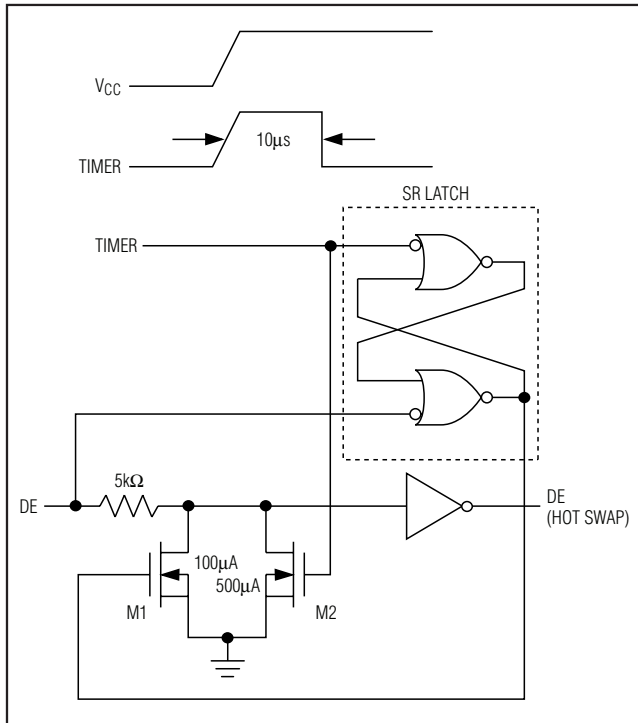 VCC
10μs
TIMER
SR LATCH
TIMER
5kΩ
DE
DE
(HOT SWAP)
100μA
500μA
M1
M2